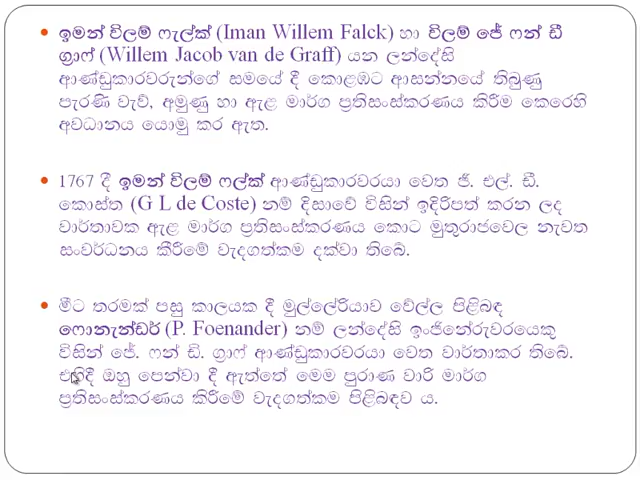 ඉමන් විලම් ෆැල්ක් (Iman Willem Falck) හා විලම් ජේ ෆන් ඩී
ග්‍රාෆ් (Willem Jacob van de Graff) යන ලන්දේසි
ආණ්ඩුකාරවරුන්ගේ සමයේ දී කොළඹට ආසන්නයේ තිබුණු
පැරණි වැව්, අමුණු හා ඇළ මාර්ග ප්‍රතිසංස්කරණය කිරීම කෙරෙහි
අවධානය යොමු කර ඇත.
1767 දී ඉමන් විලම් ෆල්ක් ආණ්ඩුකාරවරයා වෙත ජී. එල්. ඩී.
කොස්ත (G L de Coste) නම් දිසාවේ විසින් ඉදිරිපත් කරන ලද
වාර්තාවක ඇළ මාර්ග ප්‍රතිසංස්කරණය කොට මුතුරාජවෙල නැවත
සංවර්ධනය කිරීමේ වැදගත්කම දක්වා තිබේ.
මීට තරමක් පසු කාලයක දී මුල්ලේරියාව වේල්ල පිළිබඳ
ෆොනැන්ඩර් (P. Foenander) නම් ලන්දේසි ඉංජිනේරුවරයෙකු
විසින් ජේ. ෆන් ඩි. ග්‍රාෆ් ආණ්ඩුකාරවරයා වෙත වාර්තාකර තිබේ.
එහිදී ඔහු පෙන්වා දී ඇත්තේ මෙම පුරාණ වාරි මාර්ග
ප්‍රතිසංස්කරණය කිරීමේ වැදගත්කම පිළිබඳව ය.